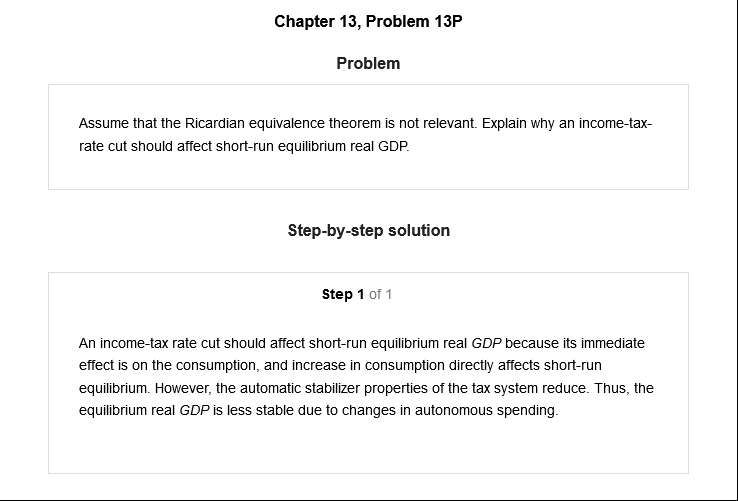 Chapter 13, Problem 13P
Problem
Assume that the Ricardian equivalence theorem is not relevant. Explain why an income-tax-
rate cut should affect short-run equilibrium real GDP.
Step-by-step solution
Step 1 of 1
An income-tax rate cut should affect short-run equilibrium real GDP because its immediate
effect is on the consumption, and increase in consumption directly affects short-run
equilibrium. However, the automatic stabilizer properties of the tax system reduce. Thus, the
equilibrium real GDP is less stable due to changes in autonomous spending.